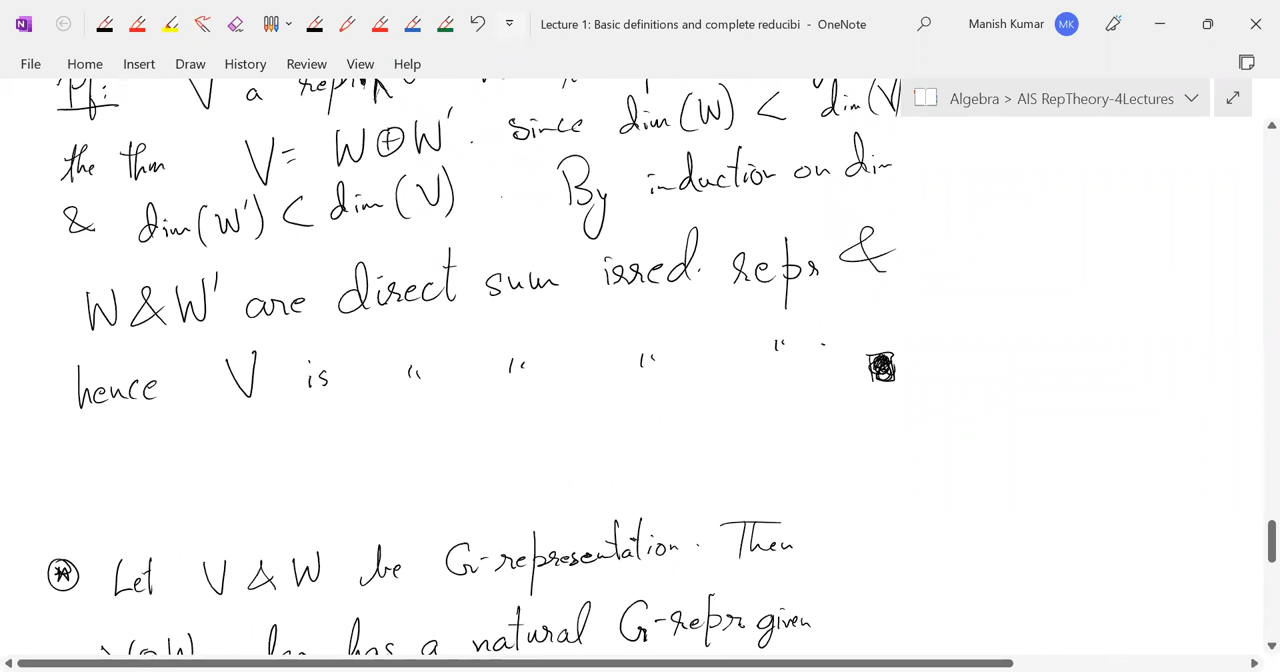 Lecture 1: Basic definitions and complete reducibi - OneNote
Manish Kumar
MK
File Home Insert Draw History Review View Help
Algebra > AIS RepTheory-4Lectures
Pf: V a
the thm V = W ⊕ W'. since dim(W) < dim(V)
& dim(W') < dim(V). By induction on dim
W & W' are direct sum irred. repr &
hence V is " " " " .
Let V & W be G-representation. Then
has a natural G-repr given